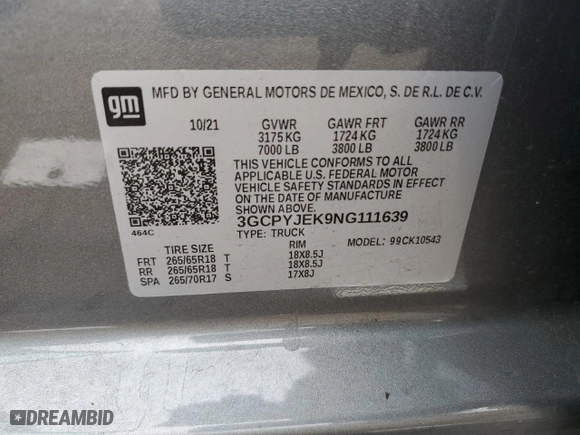 gm
MFD BY GENERAL MOTORS DE MEXICO, S. DE R.L. DE C.V.
10/21 GVWR GAWR FRT GAWR RR
3175 KG 1724 KG 1724 KG
7000 LB 3800 LB 3800 LB
THIS VEHICLE CONFORMS TO ALL
APPLICABLE U.S. FEDERAL MOTOR
VEHICLE SAFETY STANDARDS IN EFFECT
ON THE DATE OF MANUFACTURE
SHOWN ABOVE.
3GCPYJEK9NG111639
464C TYPE: TRUCK
TIRE SIZE RIM MODEL: 99CK10543
FRT 265/65R18 T 18X8.5J
RR 265/65R18 T 18X8.5J
SPA 265/70R17 S 17X8J
DREAMBID